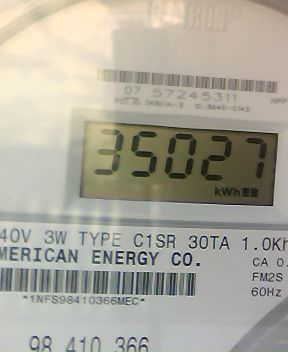 07 57245311
35027
kWh
40V 3W TYPE C1SR 30TA 1.0Kh
MERICAN ENERGY CO.
CA 0.
FM2S
60Hz
*1NFS98410366MEC*
98 410 366